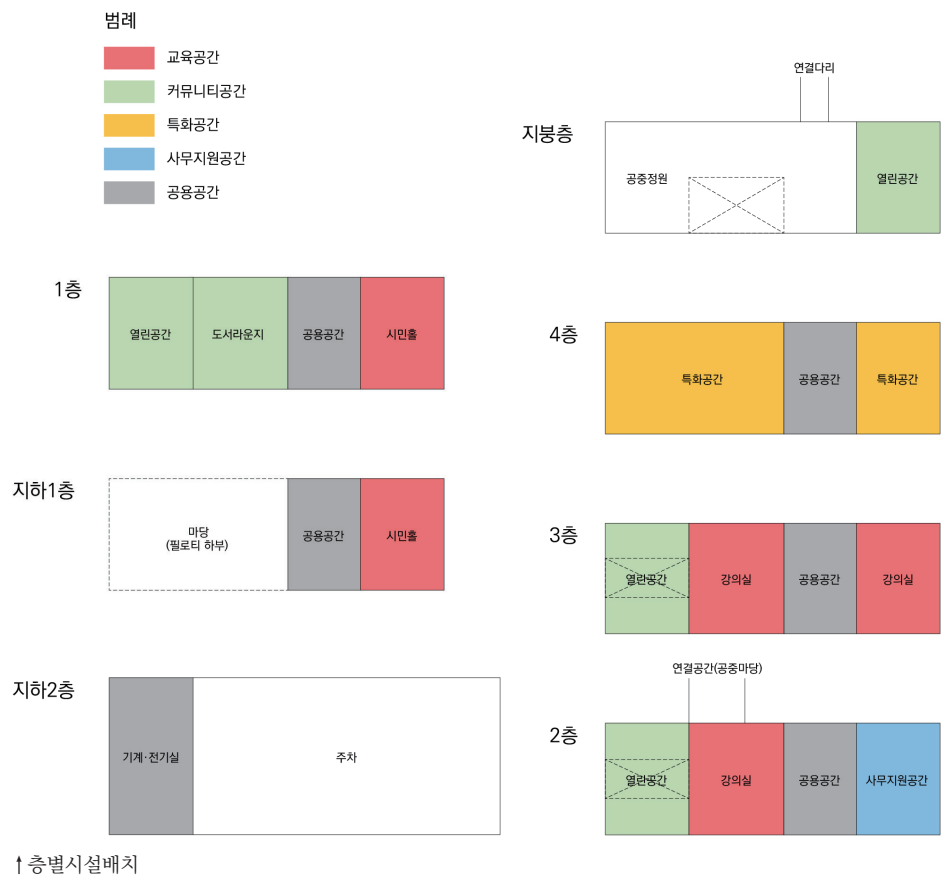 범례
교육공간
커뮤니티공간
특화공간
사무지원공간
공용공간
1층
열린공간
도서라운지
공용공간
시민홀
지하1층
마당
(필로티 하부)
공용공간
시민홀
지하2층
기계·전기실
주차
연결다리
지붕층
공중정원
열린공간
4층
특화공간
공용공간
특화공간
3층
열란공간
강의실
공용공간
강의실
연결공간(공중마당)
2층
열란공간
강의실
공용공간
사무지원공간
↑층별시설배치